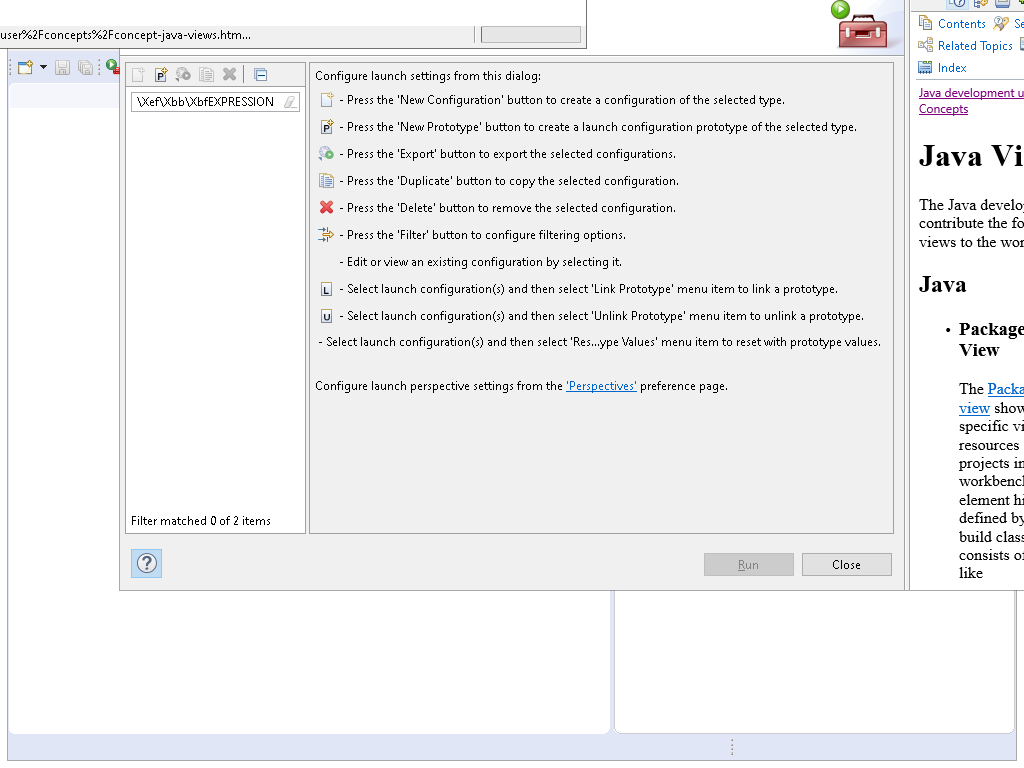 user%2Fconcepts%2Fconcept-java-views.htm...
Contents
Related Topics
Index
\Xef\Xbb\XbfEXPRESSION
Filter matched 0 of 2 items
Configure launch settings from this dialog:
- Press the 'New Configuration' button to create a configuration of the selected type.
P - Press the 'New Prototype' button to create a launch configuration prototype of the selected type.
- Press the 'Export' button to export the selected configurations.
- Press the 'Duplicate' button to copy the selected configuration.
- Press the 'Delete' button to remove the selected configuration.
- Press the 'Filter' button to configure filtering options.
- Edit or view an existing configuration by selecting it.
L - Select launch configuration(s) and then select 'Link Prototype' menu item to link a prototype.
U - Select launch configuration(s) and then select 'Unlink Prototype' menu item to unlink a prototype.
- Select launch configuration(s) and then select 'Res...ype Values' menu item to reset with prototype values.
Configure launch perspective settings from the 'Perspectives' preference page.
Run
Close
Java development u
Concepts
Java Vi
The Java develo
contribute the fo
views to the wor
Java
• Package
View
The Packa
view show
specific vi
resources
projects in
workbencl
element hi
defined by
build class
consists of
like